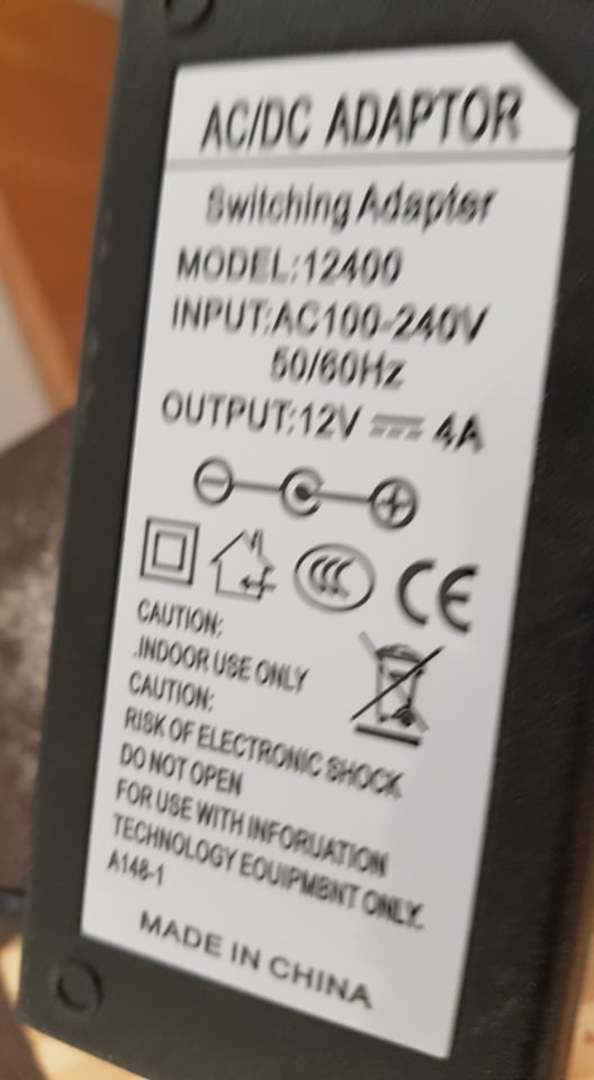 AC/DC ADAPTOR
Switching Adapter
MODEL:12400
INPUT:AC100-240V
50/60Hz
OUTPUT:12V ⎓ 4A
CE
CAUTION:
.INDOOR USE ONLY
CAUTION:
RISK OF ELECTRONIC SHOCK
DO NOT OPEN
FOR USE WITH INFORUATION
TECHNOLOGY EQUIPMBNT ONLY.
A148-1
MADE IN CHINA